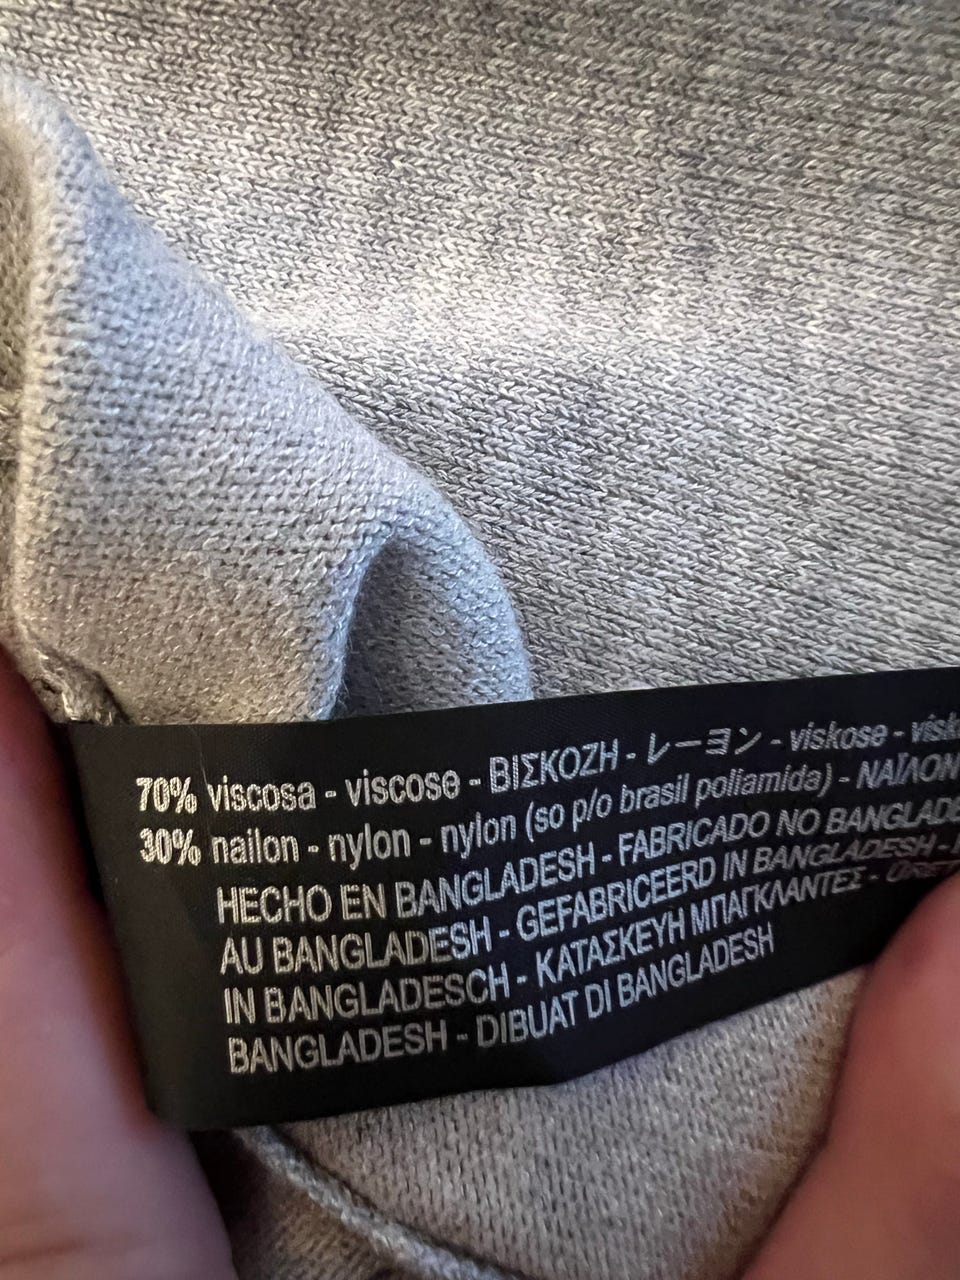 70% viscosa - viscose - ΒΙΣΚΟΖΗ - レーヨン - viskose -
30% nailon - nylon - nylon (so p/o brasil poliamida) - ΝΑΪΛΟΝ
HECHO EN BANGLADESH - FABRICADO NO
AU BANGLADESH - GEFABRICEERD IN BANGLADESH -
IN BANGLADESCH - ΚΑΤΑΣΚΕΥΗ ΜΠΑΓΚΛΑΝΤΕΣ -
BANGLADESH - DIBUAT DI BANGLADESH